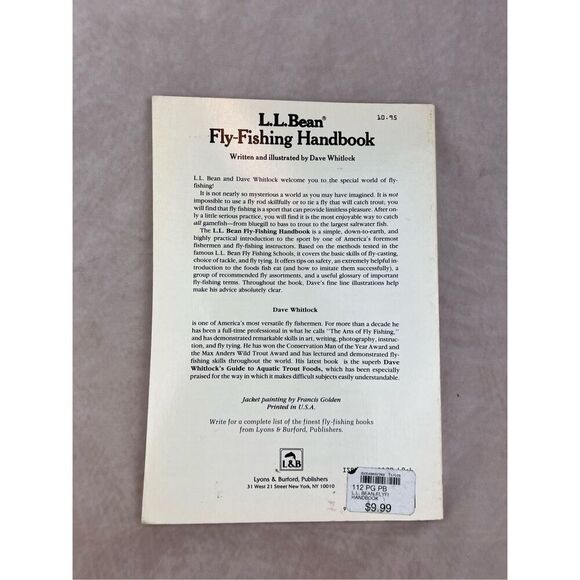 L.L.Bean®
10-95
Fly-Fishing Handbook
Written and illustrated by Dave Whitlock
L.L. Bean and Dave Whitlock welcome you to the special world of fly-
fishing!
It is not nearly so mysterious a world as you may have imagined. It is not
impossible to use a fly rod skillfully or to tie a fly that will catch trout, you
will find that fly fishing is a sport that can provide limitless pleasure. After on-
ly a little serious practice, you will find it is the most enjoyable way to catch
all gamefish—from bluegill to bass to trout to the largest saltwater fish.
The L.L. Bean Fly-Fishing Handbook is a simple, down-to-earth, and
highly practical introduction to the sport by one of America's foremost
fishermen and fly-fishing instructors. Based on the methods tested in the
famous L.L. Bean Fly Fishing Schools, it covers the basic skills of fly-casting,
choice of tackle, and fly tying. It offers tips on safety, an extremely helpful in-
troduction to the foods fish eat (and how to imitate them successfully), a
group of recommended fly assortments, and a useful glossary of important
fly-fishing terms. Throughout the book, Dave's fine line illustrations help
make his advice absolutely clear.
Dave Whitlock
is one of America's most versatile fly fishermen. For more than a decade he
has been a full-time professional in what he calls "The Arts of Fly Fishing,"
and has demonstrated remarkable skills in art, writing, photography, instruc-
tion, and fly tying. He has won the Conservation Man of the Year Award and
the Max Anders Wild Trout Award and has lectured and demonstrated fly-
fishing skills throughout the world. His latest book is the superb Dave
Whitlock's Guide to Aquatic Trout Foods, which has been especially
praised for the way in which it makes difficult subjects easily understandable.
Jacket painting by Francis Golden
Printed in U.S.A.
Write for a complete list of the finest fly-fishing books
from Lyons & Burford, Publishers.
L&B
Lyons & Burford, Publishers
31 West 21 Street New York, NY 10010
112 PG PB
L.L. BEAN FLYFI
HANDBOOK
$9.99